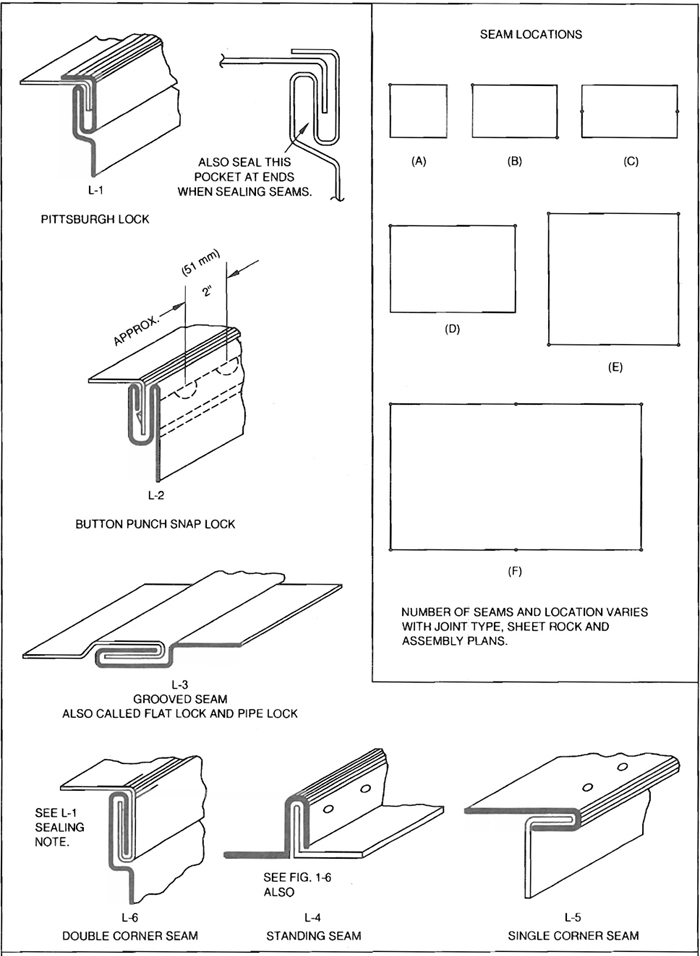 L-1
PITTSBURGH LOCK
ALSO SEAL THIS
POCKET AT ENDS
WHEN SEALING SEAMS.
APPROX.
(51 mm)
2"
L-2
BUTTON PUNCH SNAP LOCK
L-3
GROOVED SEAM
ALSO CALLED FLAT LOCK AND PIPE LOCK
SEE L-1
SEALING
NOTE.
L-6
DOUBLE CORNER SEAM
SEE FIG. 1-6
ALSO
L-4
STANDING SEAM
L-5
SINGLE CORNER SEAM
SEAM LOCATIONS
(A)
(B)
(C)
(D)
(E)
(F)
NUMBER OF SEAMS AND LOCATION VARIES
WITH JOINT TYPE, SHEET ROCK AND
ASSEMBLY PLANS.